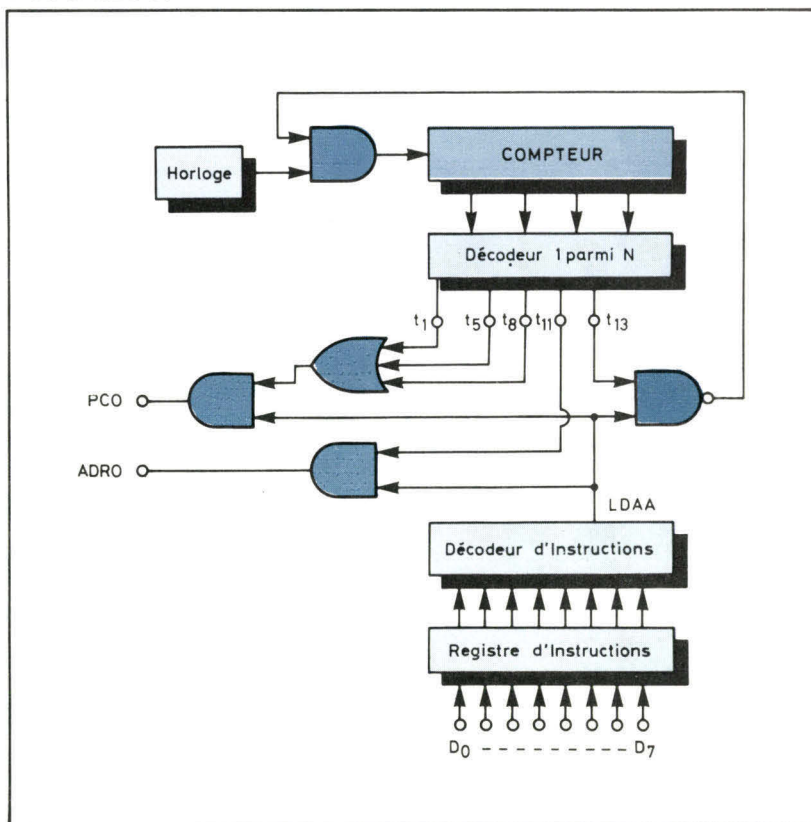 Horloge
COMPTEUR
Décodeur 1 parmi N
t1 t5 t8 t11 t13
PCO
ADRO
LDAA
Décodeur d'Instructions
Registre d'Instructions
D0 - - - - - - - - D7